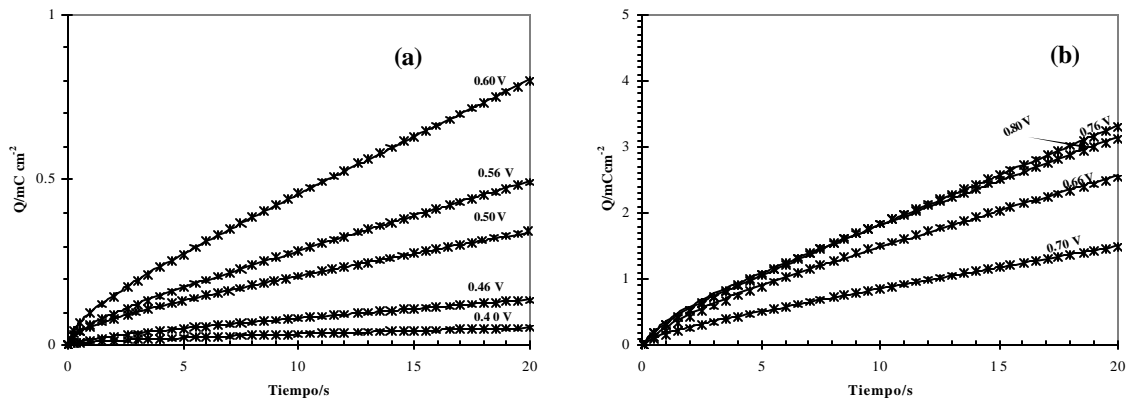 1
(a)
0.60 V
0.5
Q/mC cm-2
0.56 V
0.50 V
0.46 V
0.4 0 V
0
0 5 10 15 20
Tiempo/s
5
(b)
4
0.80 V
0.76 V
3
Q/mCcm-2
0.66 V
2
0.70 V
1
0
0 5 10 15 20
Tiempo/s